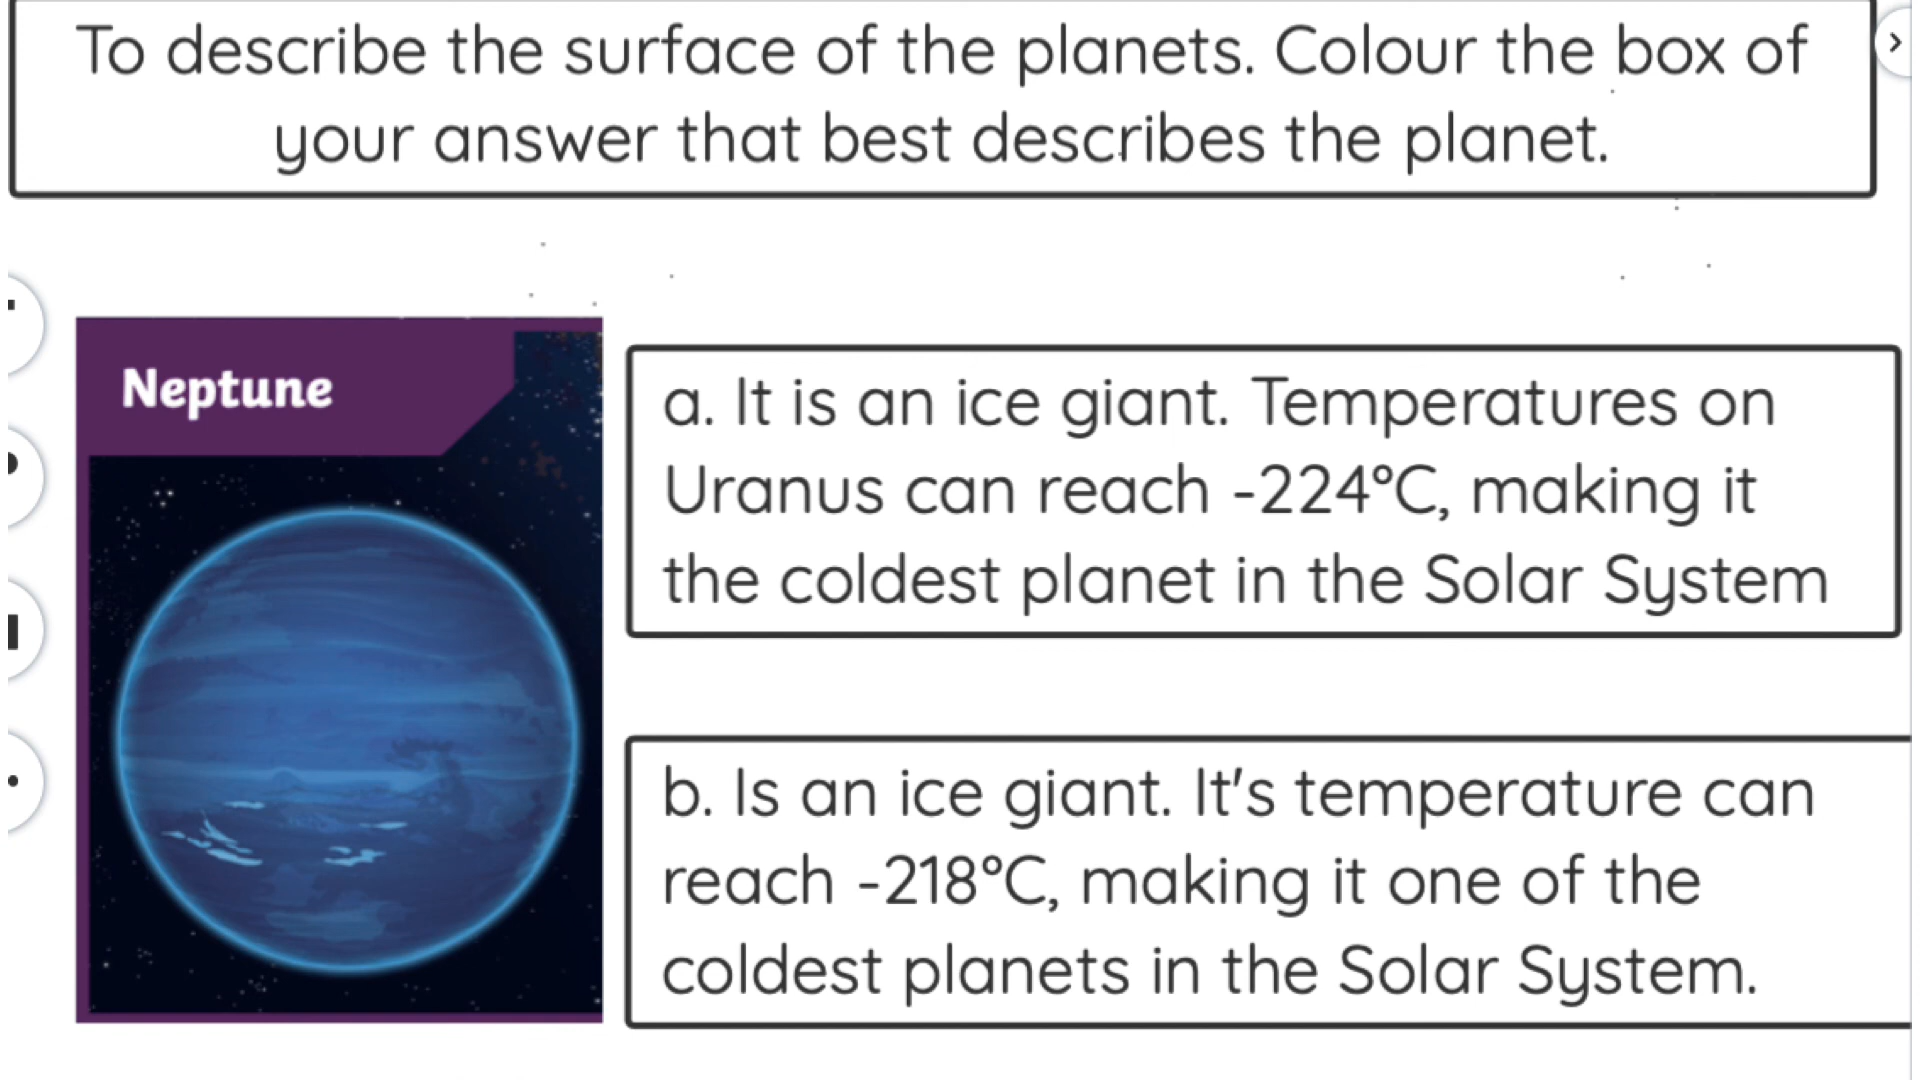 To describe the surface of the planets. Colour the box of
your answer that best describes the planet.
Neptune
a. It is an ice giant. Temperatures on
Uranus can reach -224°C, making it
the coldest planet in the Solar System
b. Is an ice giant. It's temperature can
reach -218°C, making it one of the
coldest planets in the Solar System.